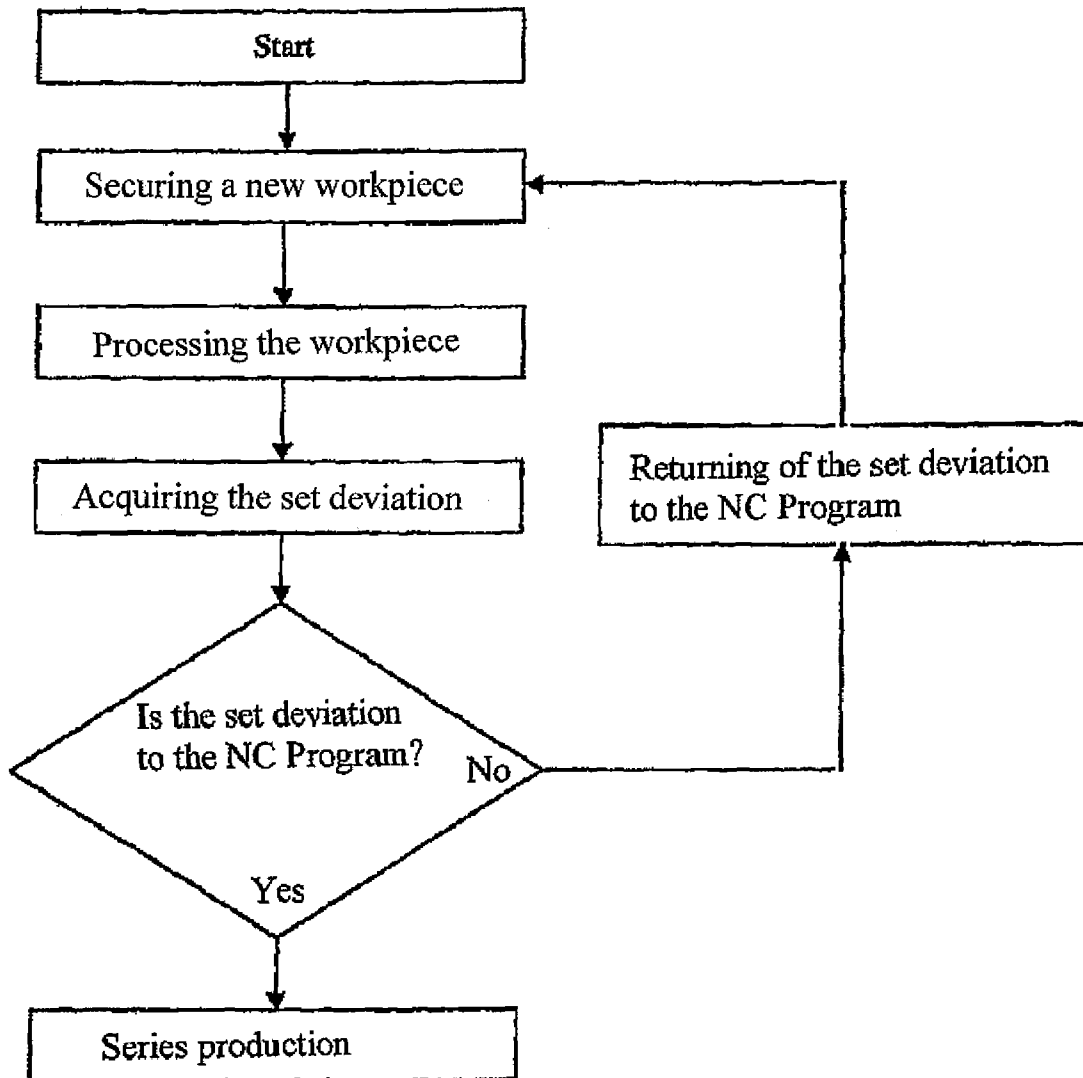 Start
Securing a new workpiece
Processing the workpiece
Acquiring the set deviation
Returning of the set deviation
to the NC Program
Is the set deviation
to the NC Program?
No
Yes
Series production